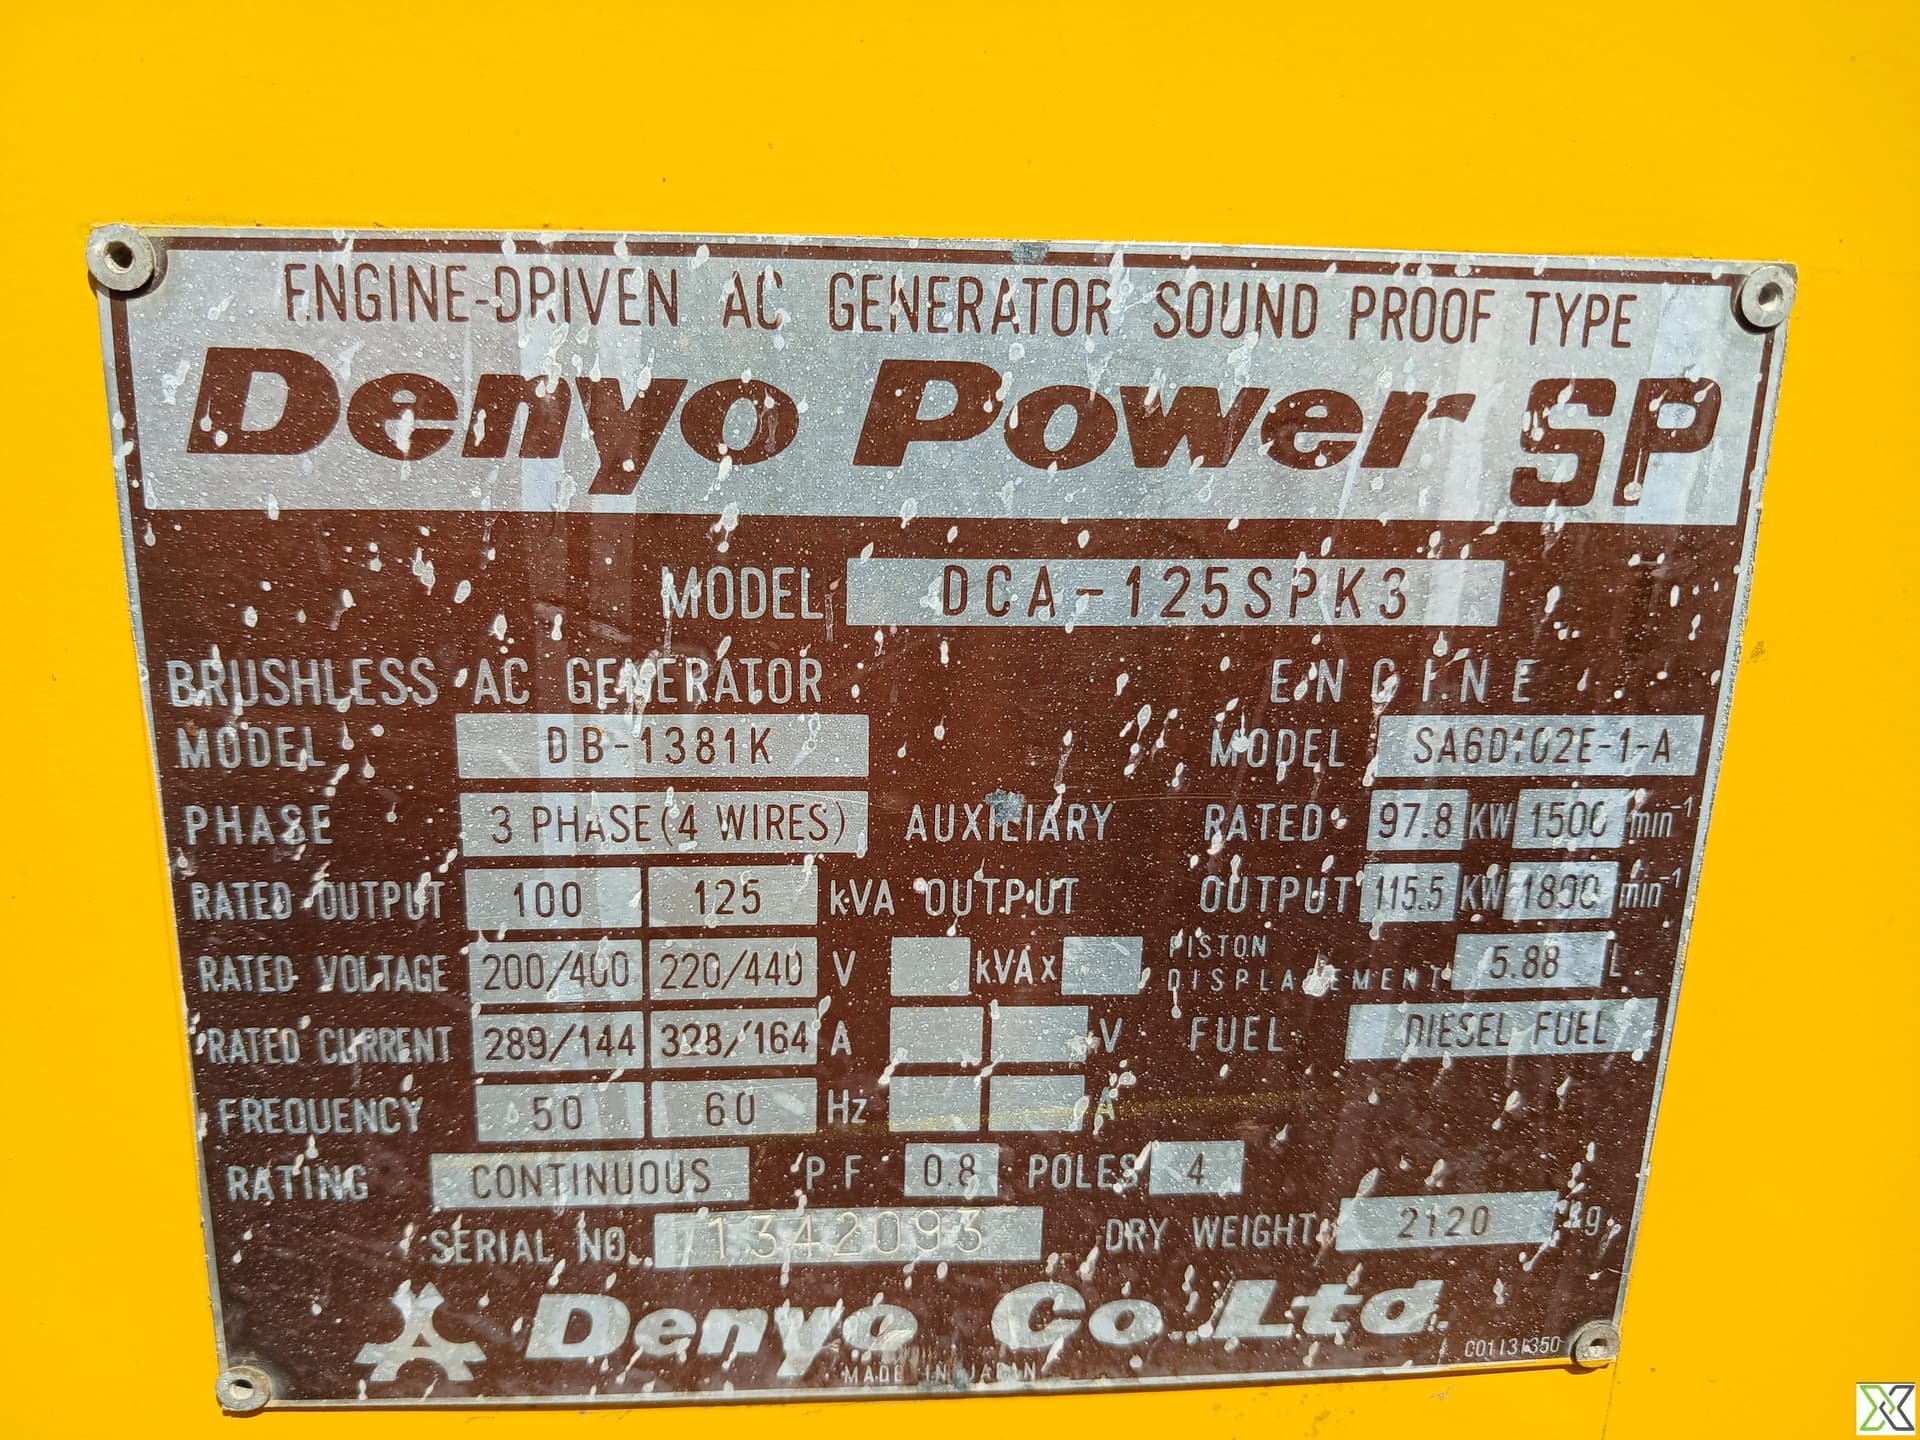 ENGINE-DRIVEN AC GENERATOR SOUND PROOF TYPE
Denyo Power SP
MODEL DCA-125SPK3
BRUSHLESS AC GENERATOR ENGINE
MODEL DB-1381K MODEL SA6D102E-1-A
PHASE 3 PHASE(4 WIRES) AUXILIARY RATED 97.8 KW 1500 min-1
RATED OUTPUT 100 125 kVA OUTPUT OUTPUT 115.5 KW 1800 min-1
RATED VOLTAGE 200/400 220/440 V kVA x PISTON DISPLACEMENT 5.88 L
RATED CURRENT 289/144 328/164 A V FUEL DIESEL FUEL
FREQUENCY 50 60 Hz A
RATING CONTINUOUS P.F. 0.8 POLES 4
SERIAL NO. 1342093 DRY WEIGHT 2120 kg
Denyo Co. Ltd.
MADE IN JAPAN C01131350